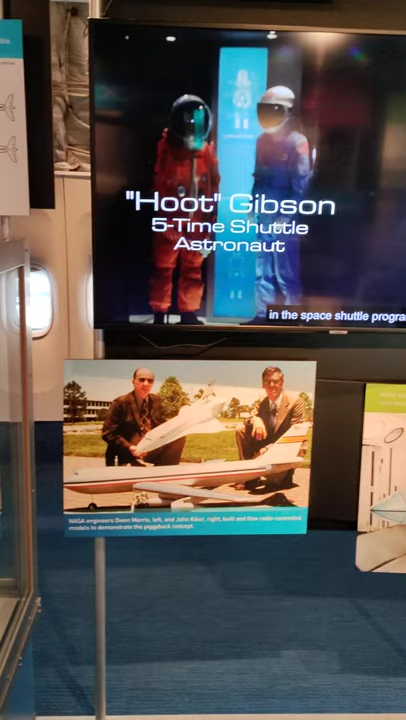 "Hoot" Gibson
5-Time Shuttle
Astronaut
in the space shuttle progra
NASA engineers Owen Morris, left, and John Kiker, right, built and flew radio-controlled
models to demonstrate the piggyback concept.